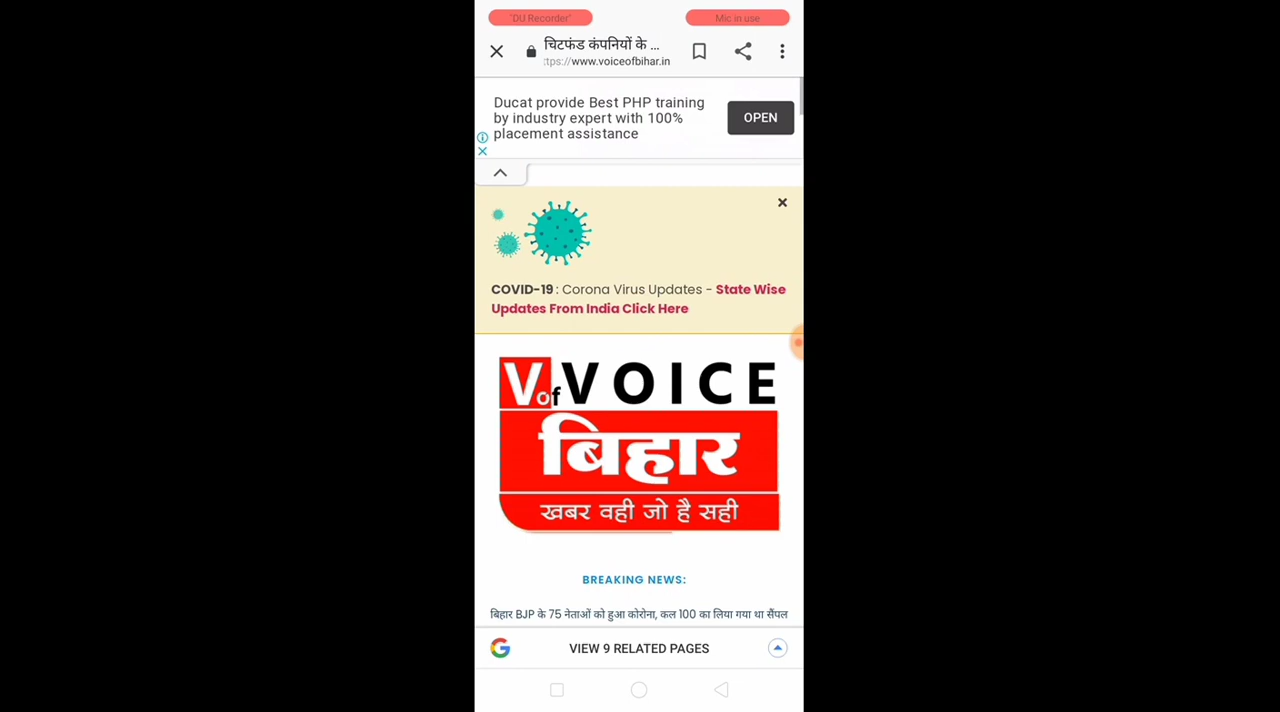 "DU Recorder"
Mic in use
चिटफंड कंपनियों के ...
ttps://www.voiceofbihar.in
Ducat provide Best PHP training
by industry expert with 100%
placement assistance
OPEN
COVID-19 : Corona Virus Updates - State Wise
Updates From India Click Here
V of VOICE
बिहार
खबर वही जो है सही
BREAKING NEWS:
बिहार BJP के 75 नेताओं को हुआ कोरोना, कल 100 का लिया गया था सैंपल
VIEW 9 RELATED PAGES